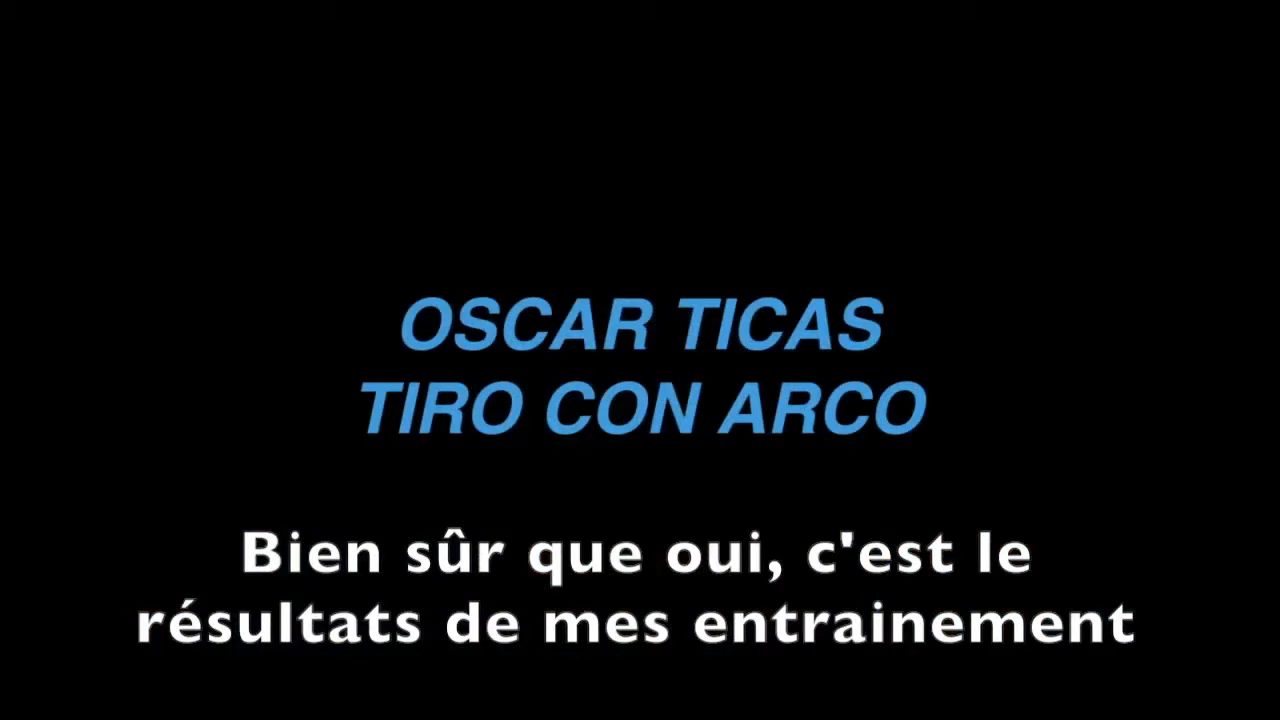 OSCAR TICAS
TIRO CON ARCO
Bien sûr que oui, c'est le
résultats de mes entrainement